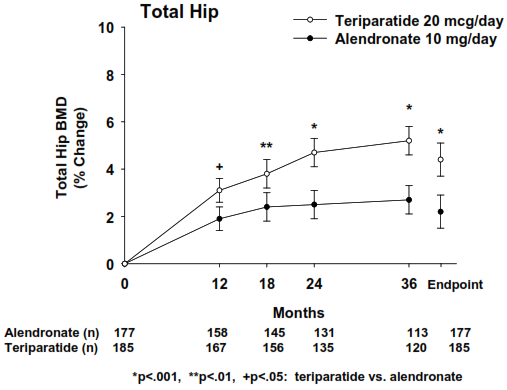 Total Hip
Teriparatide 20 mcg/day
Alendronate 10 mg/day
Total Hip BMD
(% Change)
10
8
6
4
2
0
+
**
*
*
*
0 12 18 24 36 Endpoint
Months
Alendronate (n) 177 158 145 131 113 177
Teriparatide (n) 185 167 156 135 120 185
*p<.001, **p<.01, +p<.05: teriparatide vs. alendronate